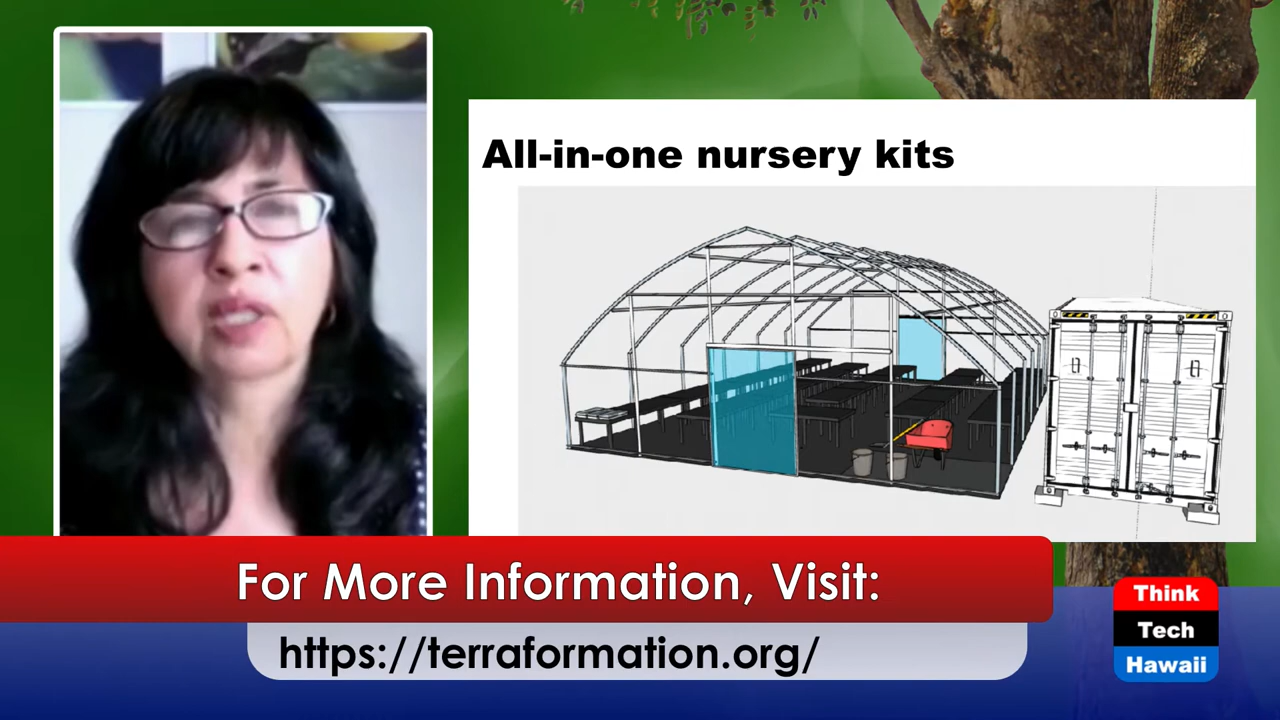 All-in-one nursery kits
For More Information, Visit:
https://terraformation.org/
Think
Tech
Hawaii